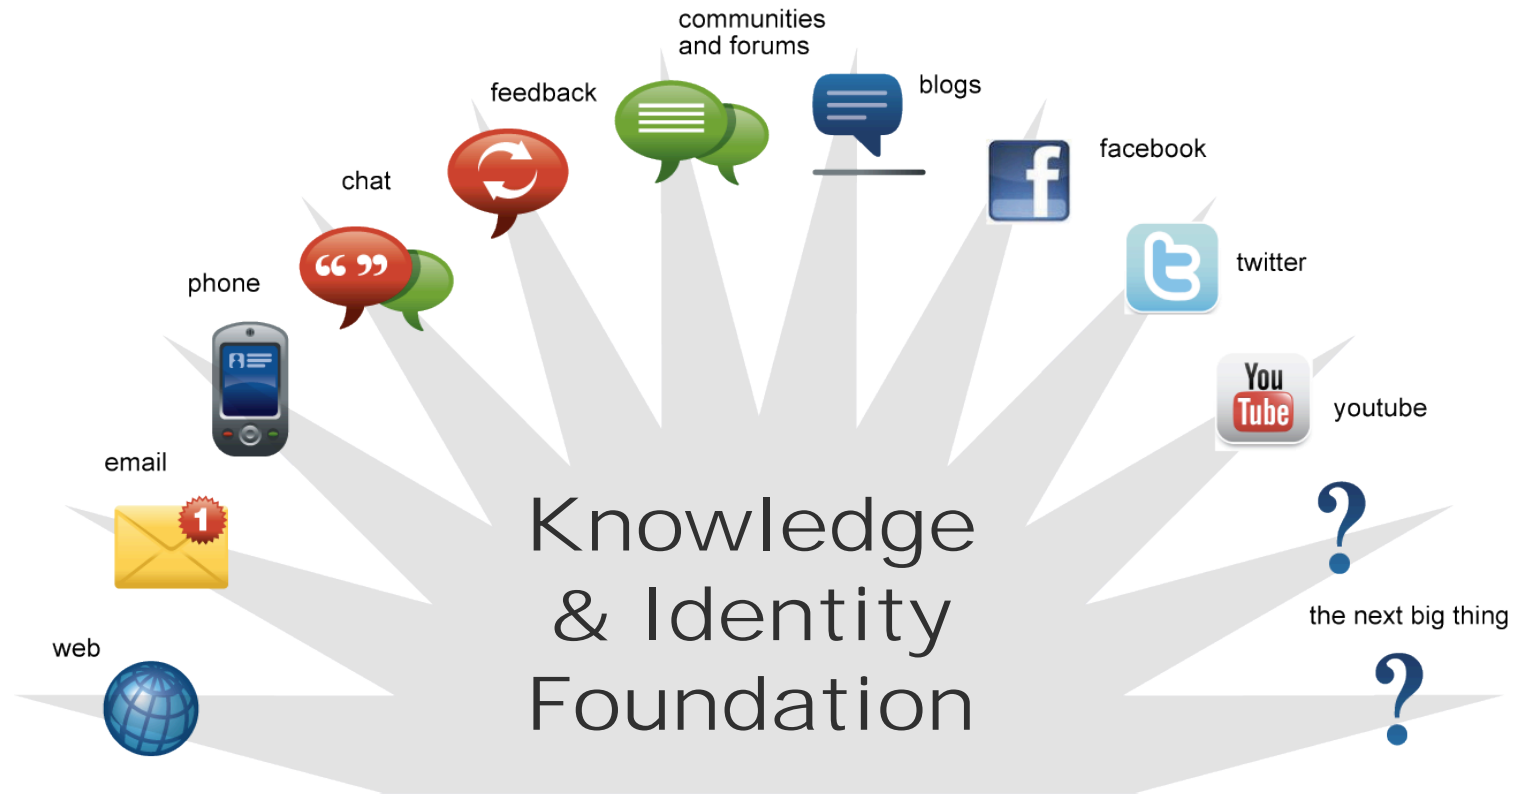 communities
and forums
blogs
feedback
facebook
chat
twitter
phone
You
Tube
youtube
email
1
Knowledge
& Identity
Foundation
?
the next big thing
web
?
“ ”
f
t